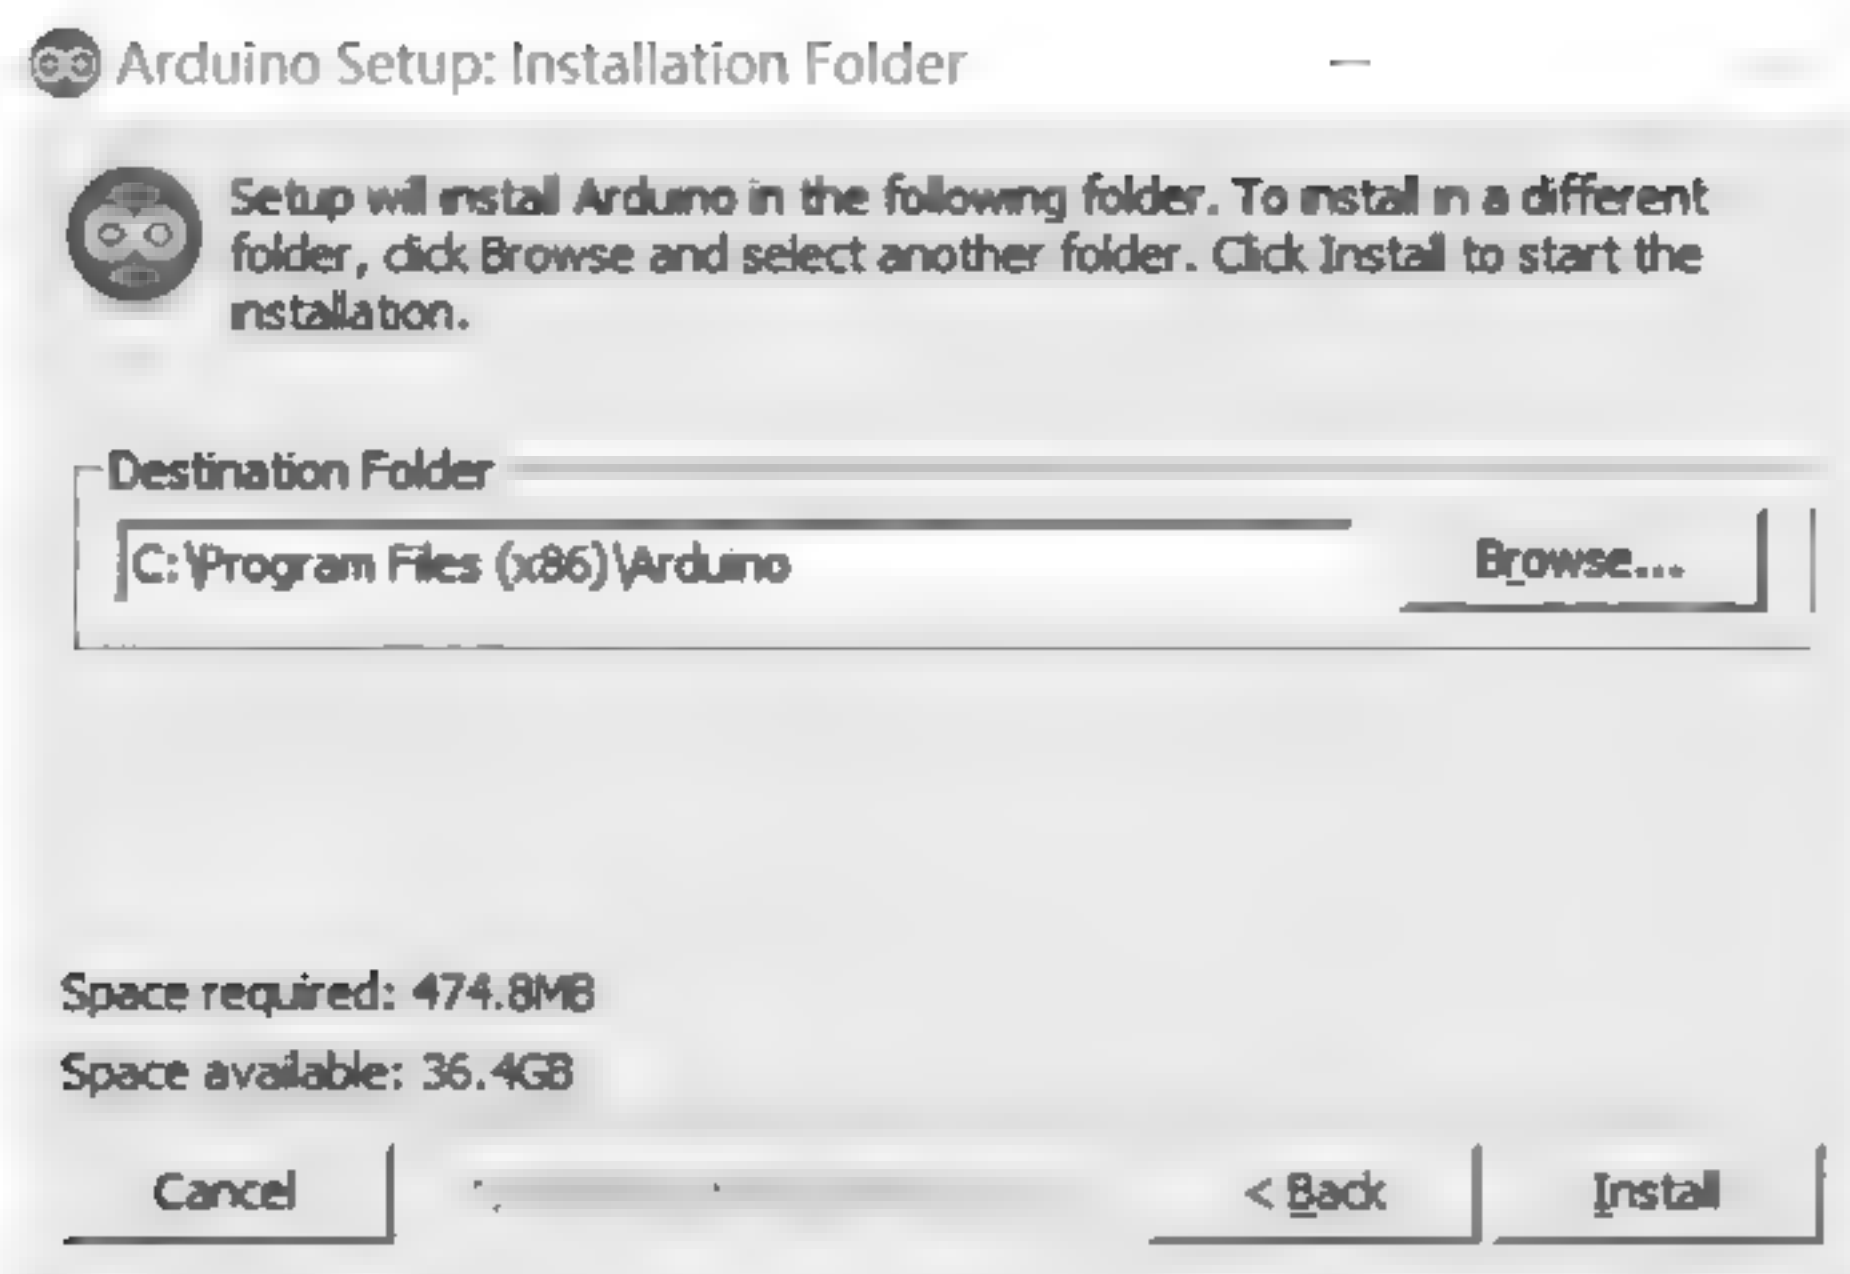 Arduino Setup: Installation Folder
Setup will install Arduino in the following folder. To install in a different
folder, click Browse and select another folder. Click Install to start the
installation.
Destination Folder
C:\Program Files (x86)\Arduino
Browse...
Space required: 474.8MB
Space available: 36.4GB
Cancel
< Back
Install